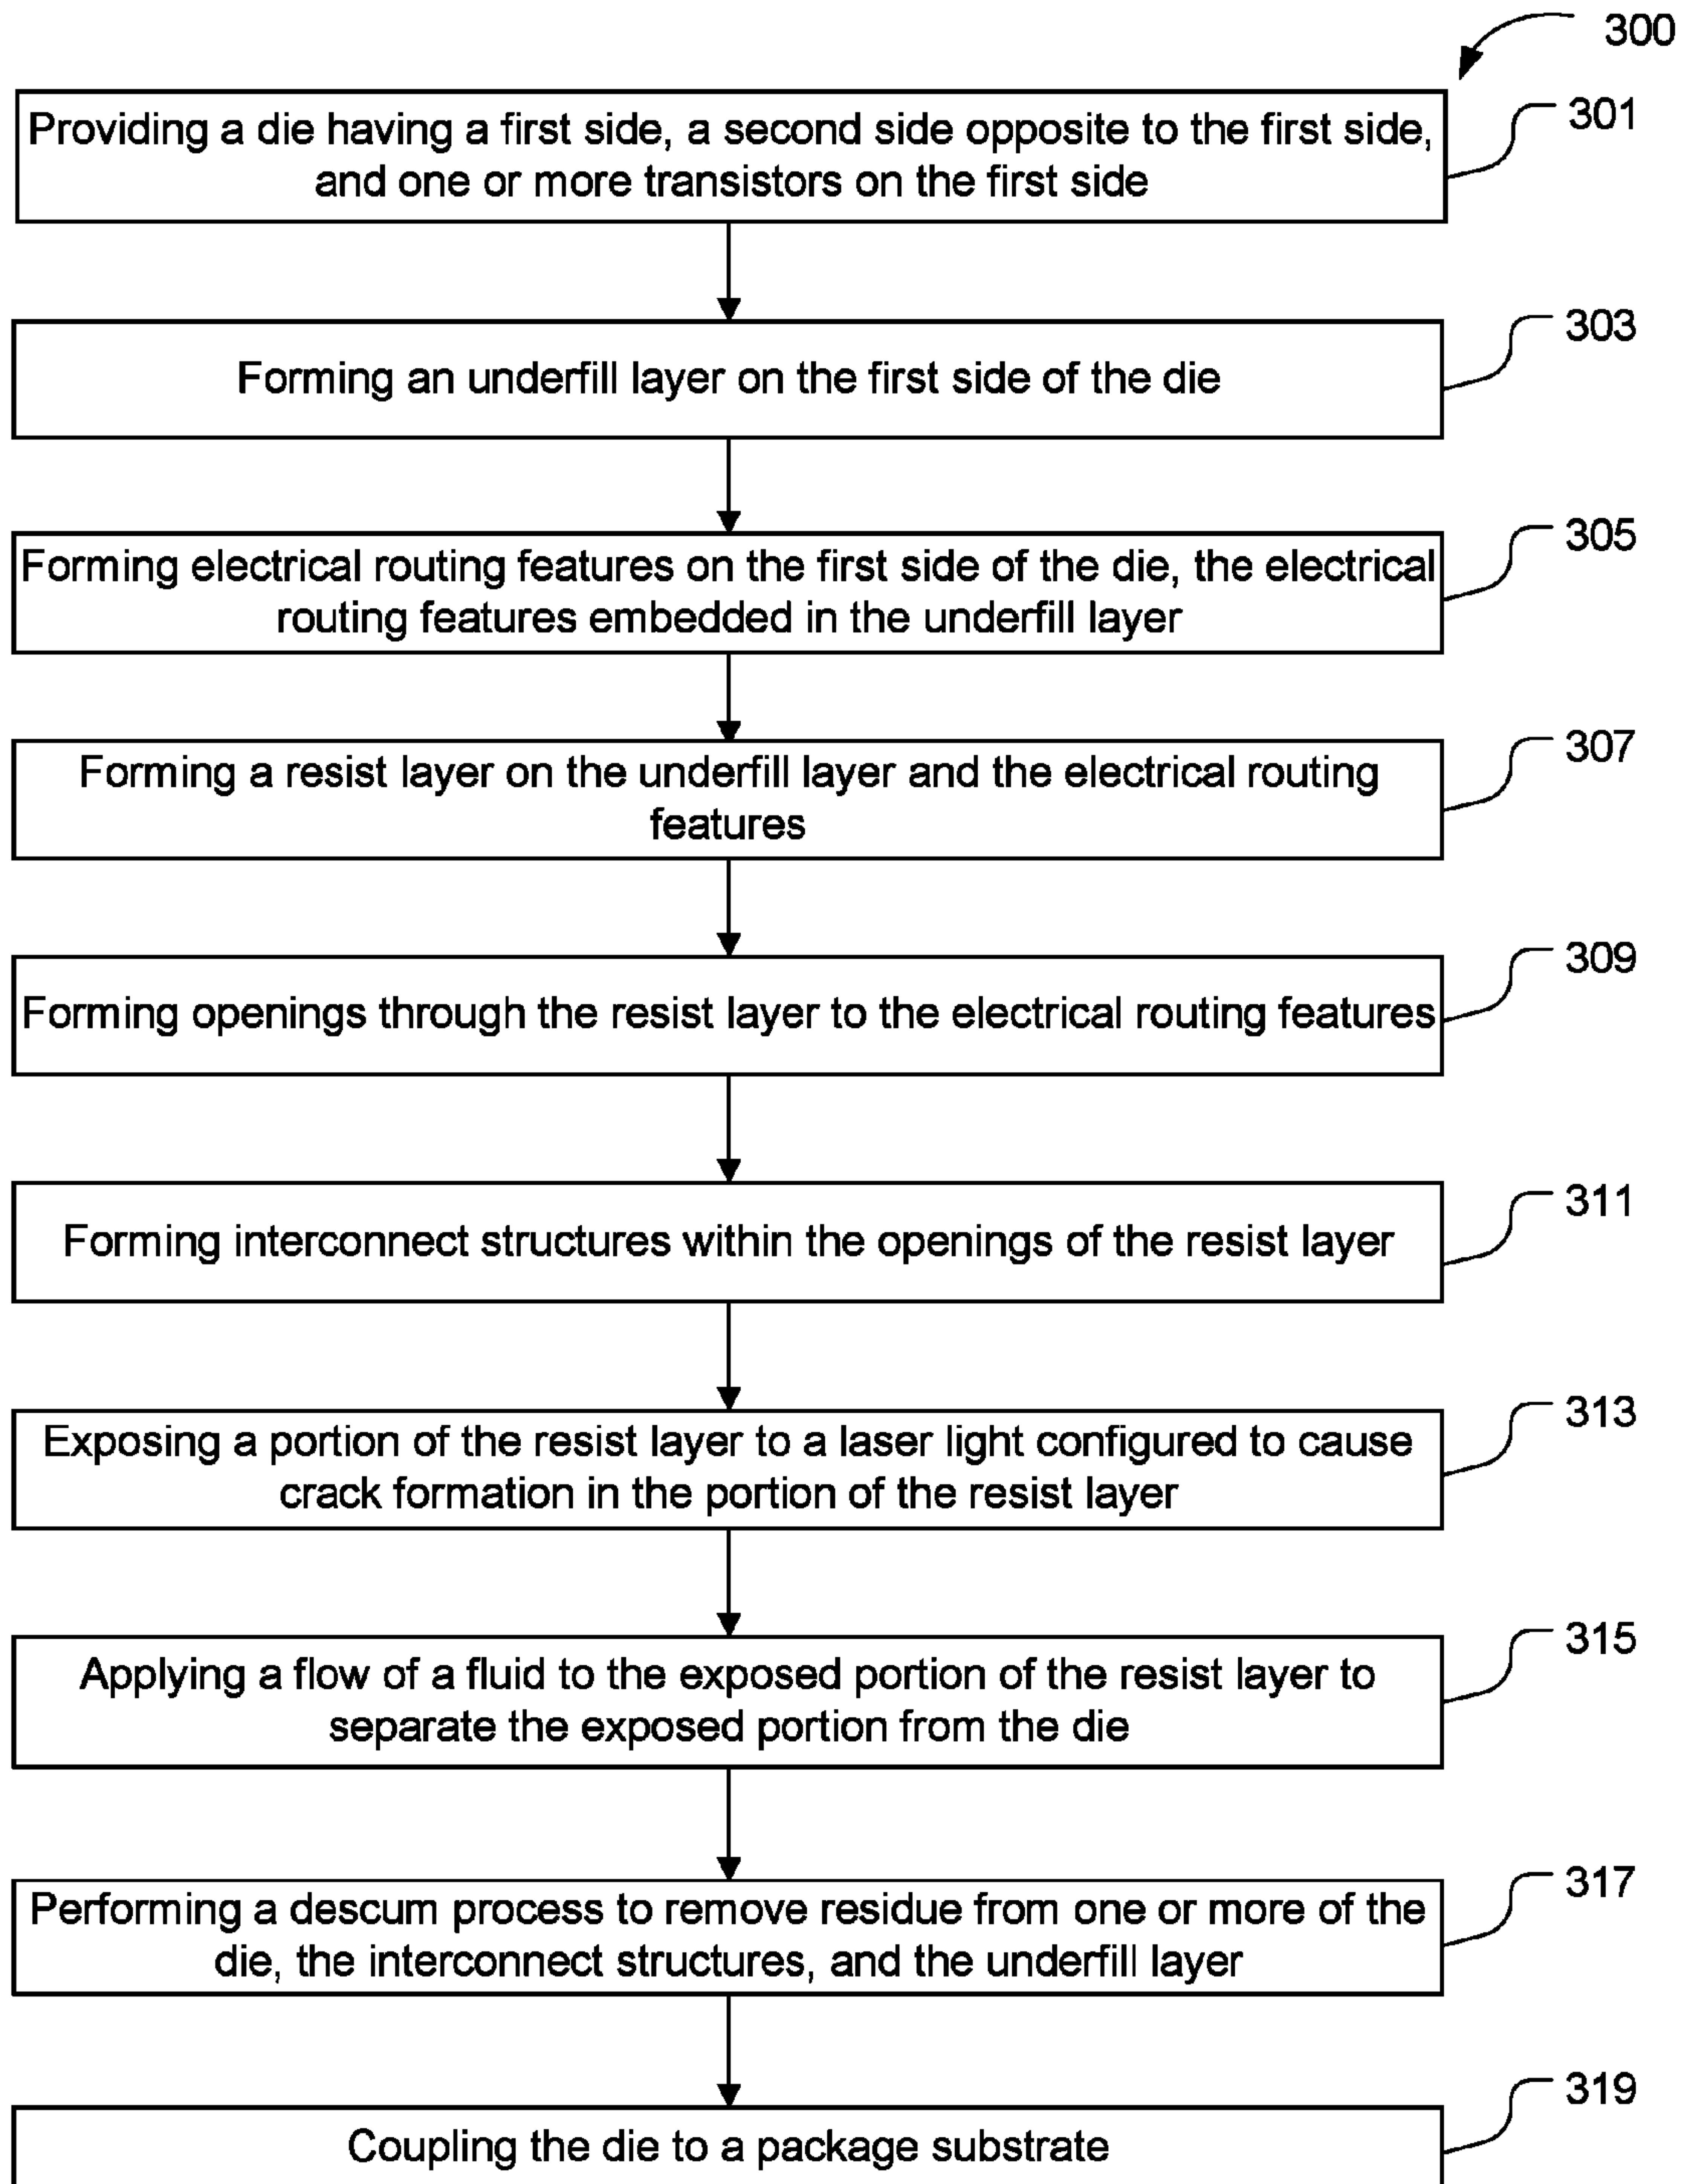 300
301
Providing a die having a first side, a second side opposite to the first side,
and one or more transistors on the first side
303
Forming an underfill layer on the first side of the die
305
Forming electrical routing features on the first side of the die, the electrical
routing features embedded in the underfill layer
307
Forming a resist layer on the underfill layer and the electrical routing
features
309
Forming openings through the resist layer to the electrical routing features
311
Forming interconnect structures within the openings of the resist layer
313
Exposing a portion of the resist layer to a laser light configured to cause
crack formation in the portion of the resist layer
315
Applying a flow of a fluid to the exposed portion of the resist layer to
separate the exposed portion from the die
317
Performing a descum process to remove residue from one or more of the
die, the interconnect structures, and the underfill layer
319
Coupling the die to a package substrate